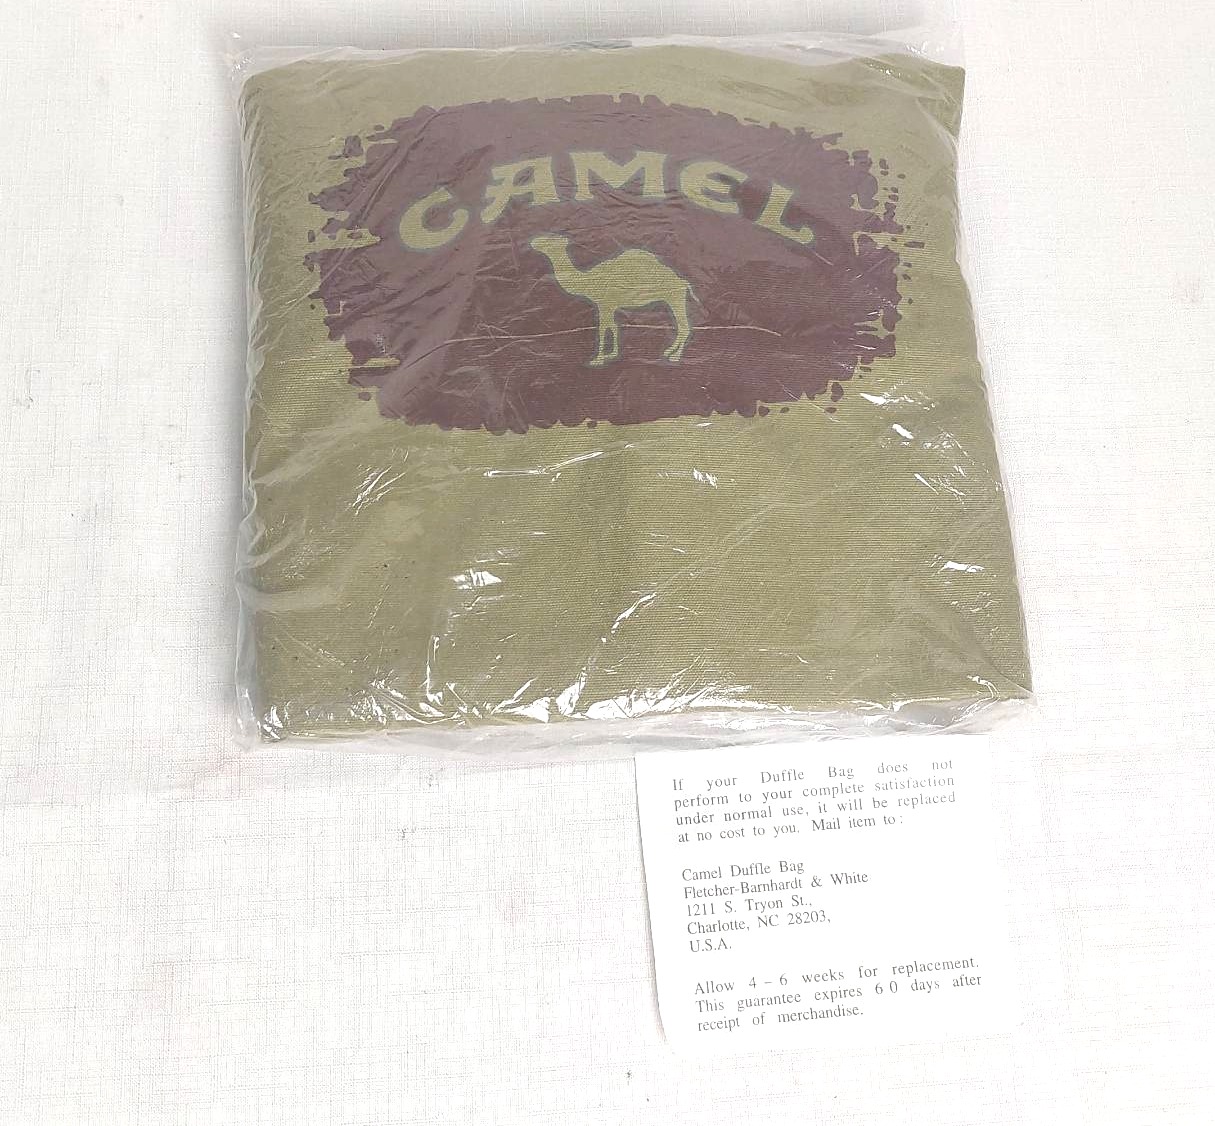 CAMEL
If your Duffle Bag does not
perform to your complete satisfaction
under normal use, it will be replaced
at no cost to you. Mail item to:
Camel Duffle Bag
Fletcher-Barnhardt & White
1211 S. Tryon St.,
Charlotte, NC 28203,
U.S.A.
Allow 4 – 6 weeks for replacement.
This guarantee expires 6 0 days after
receipt of merchandise.